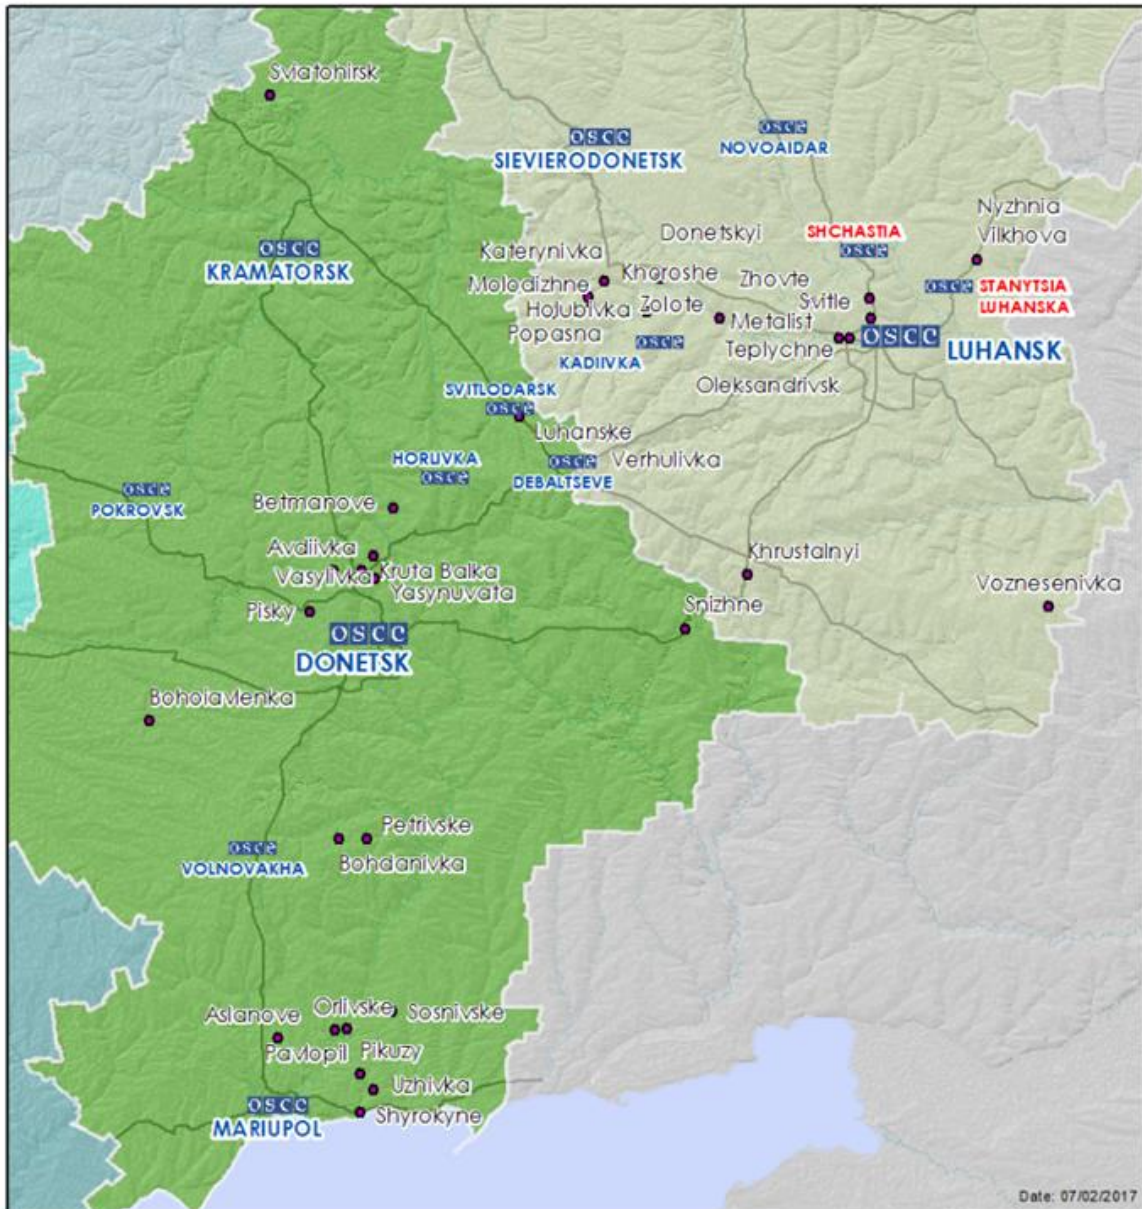 Sviatohirsk
OSCE
SIEVIERODONETSK
osce
NOVOAIDAR
Nyzhnia
Vilkhova
SHCHASTIA
osce
Donetskyi
OSCE
KRAMATORSK
Katerynivka
Khoroshe
Zhovte
osce
STANYTSIA
LUHANSKA
Molodizhne
Holubivka
Zolote
Svitle
Popasna
Metalist
OSCE
LUHANSK
osce
KADIIVKA
Teplychne
Oleksandrivsk
SVITLODARSK
osce
Luhanske
HORLIVKA
osce
osce
DEBALTSEVE
Verhulivka
osce
POKROVSK
Betmanove
Avdiivka
Vasylivka
Kruta Balka
Yasynuvata
Khrustalnyi
Voznesenivka
Pisky
Snizhne
OSCE
DONETSK
Bohoiavlenka
Petrivske
Bohdanivka
osce
VOLNOVAKHA
Aslanove
Orlivske
Sosnivske
Pavlopil
Pikuzy
Uzhivka
Shyrokyne
OSCE
MARIUPOL
Date: 07/02/2017